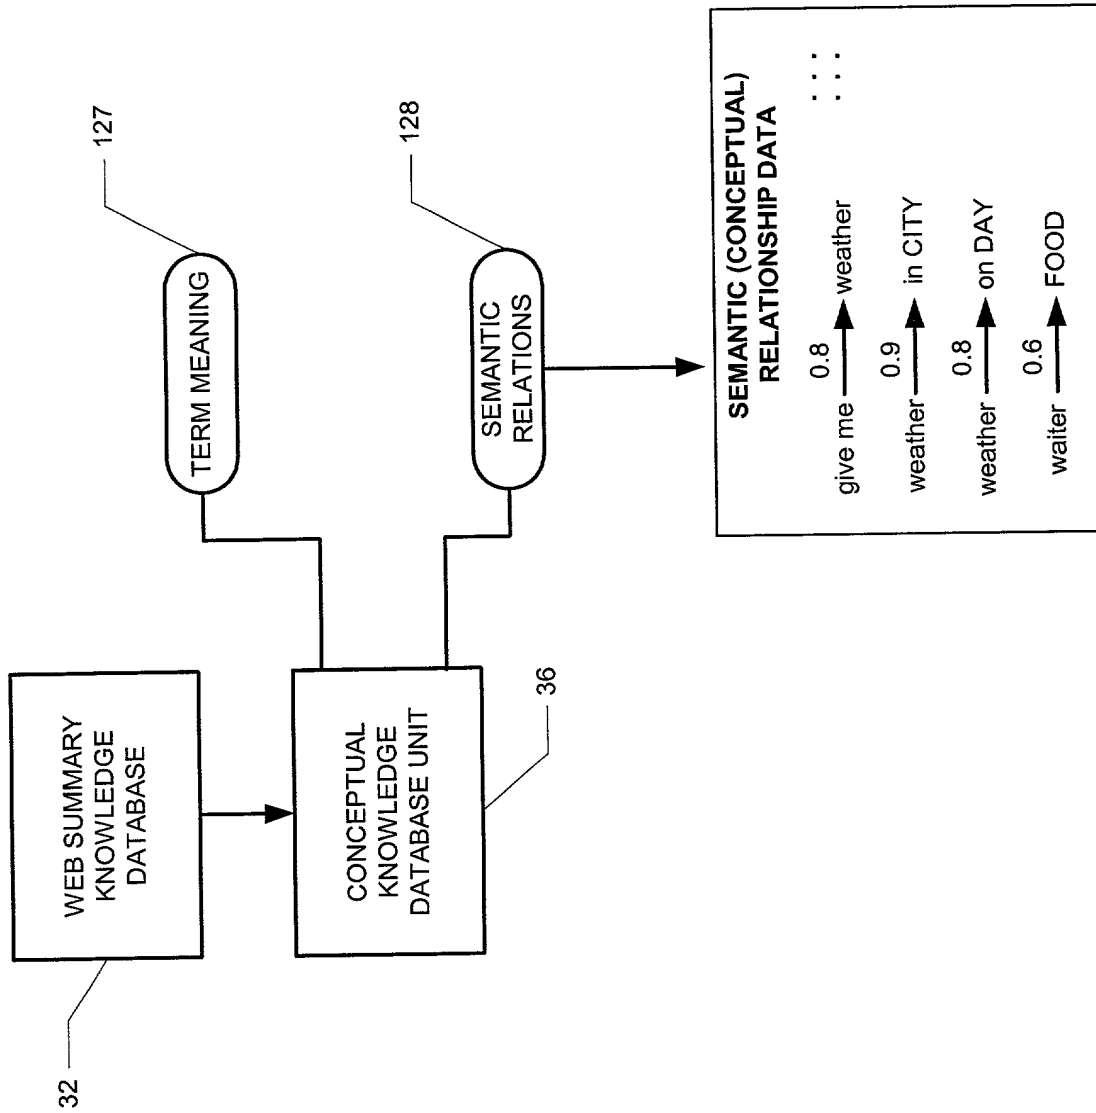 32
WEB SUMMARY
KNOWLEDGE
DATABASE
CONCEPTUAL
KNOWLEDGE
DATABASE UNIT
36
TERM MEANING
127
SEMANTIC
RELATIONS
128
SEMANTIC (CONCEPTUAL)
RELATIONSHIP DATA
give me 0.8 weather . . .
weather 0.9 in CITY . . .
weather 0.8 on DAY
waiter 0.6 FOOD